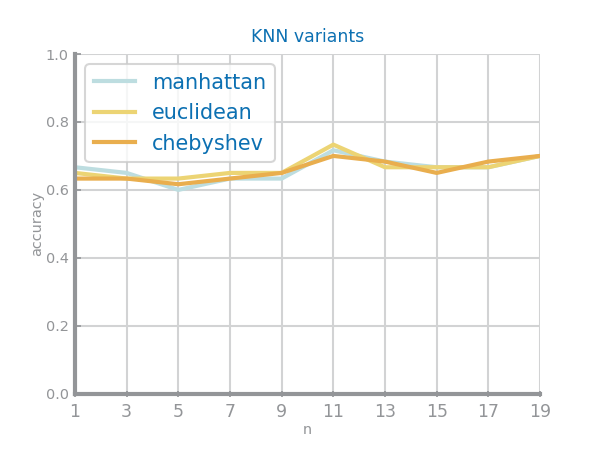 KNN variants
1.0
0.8
0.6
0.4
0.2
0.0
accuracy
manhattan
euclidean
chebyshev
1 3 5 7 9 11 13 15 17 19
n